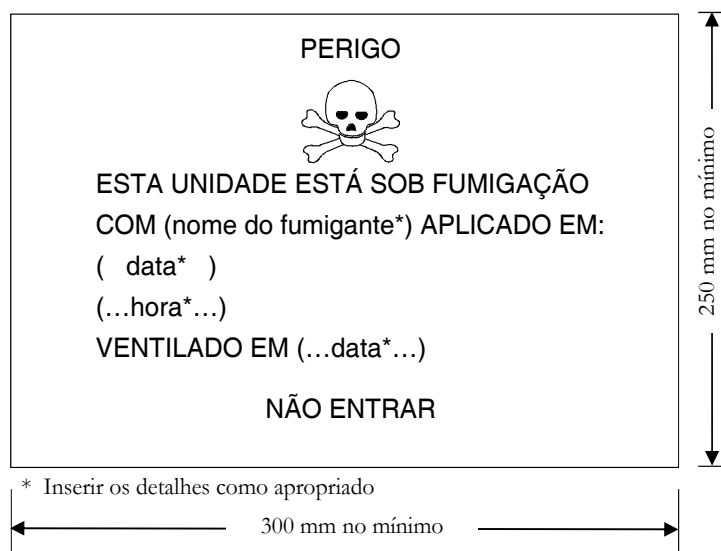 PERIGO
ESTA UNIDADE ESTÁ SOB FUMIGAÇÃO
COM (nome do fumigante*) APLICADO EM:
( data* )
(…hora*…)
VENTILADO EM (…data*…)
NÃO ENTRAR
250 mm no mínimo
* Inserir os detalhes como apropriado
300 mm no mínimo